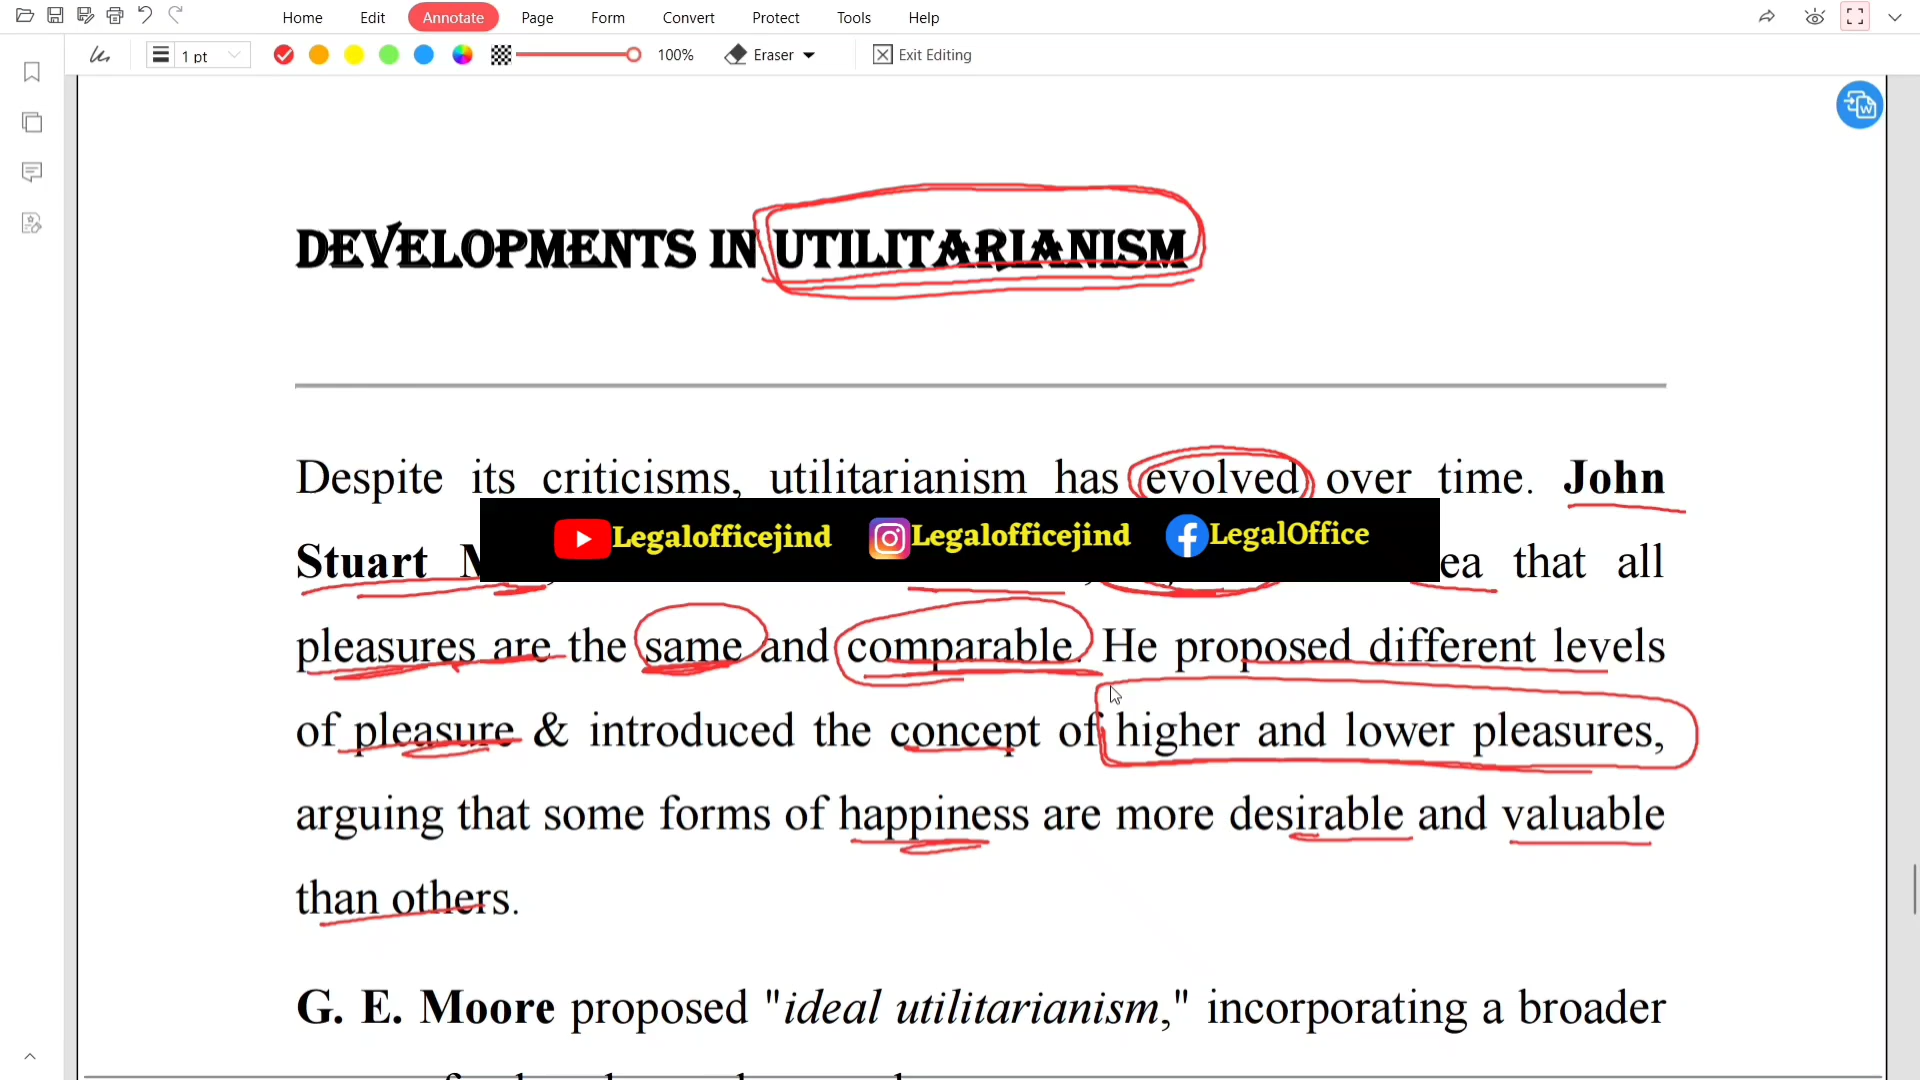 Home Edit Annotate Page Form Convert Protect Tools Help
1 pt 100% Eraser Exit Editing
DEVELOPMENTS IN UTILITARIANISM
Despite its criticisms, utilitarianism has evolved over time. John
Stuart ea that all
Legalofficejind Legalofficejind LegalOffice
pleasures are the same and comparable. He proposed different levels
of pleasure & introduced the concept of higher and lower pleasures,
arguing that some forms of happiness are more desirable and valuable
than others.
G. E. Moore proposed "ideal utilitarianism," incorporating a broader